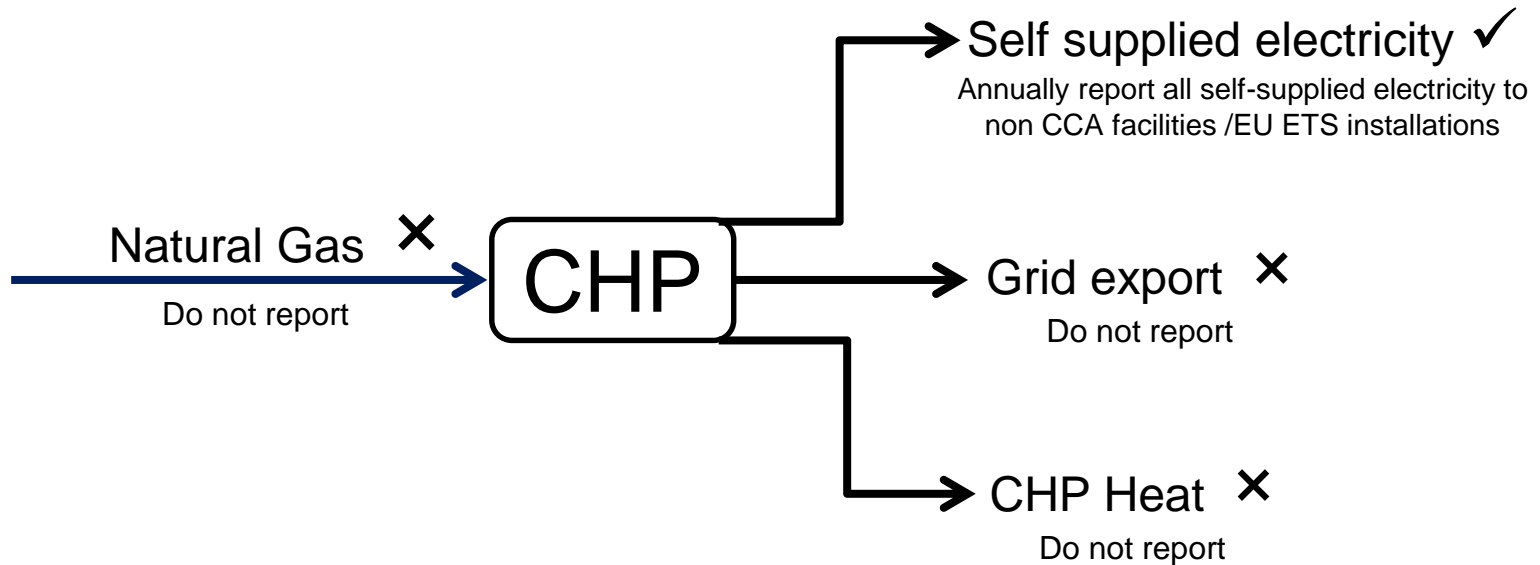 Self supplied electricity ✓
Annually report all self-supplied electricity to
non CCA facilities /EU ETS installations
Natural Gas ×
Do not report
CHP
Grid export ×
Do not report
CHP Heat ×
Do not report